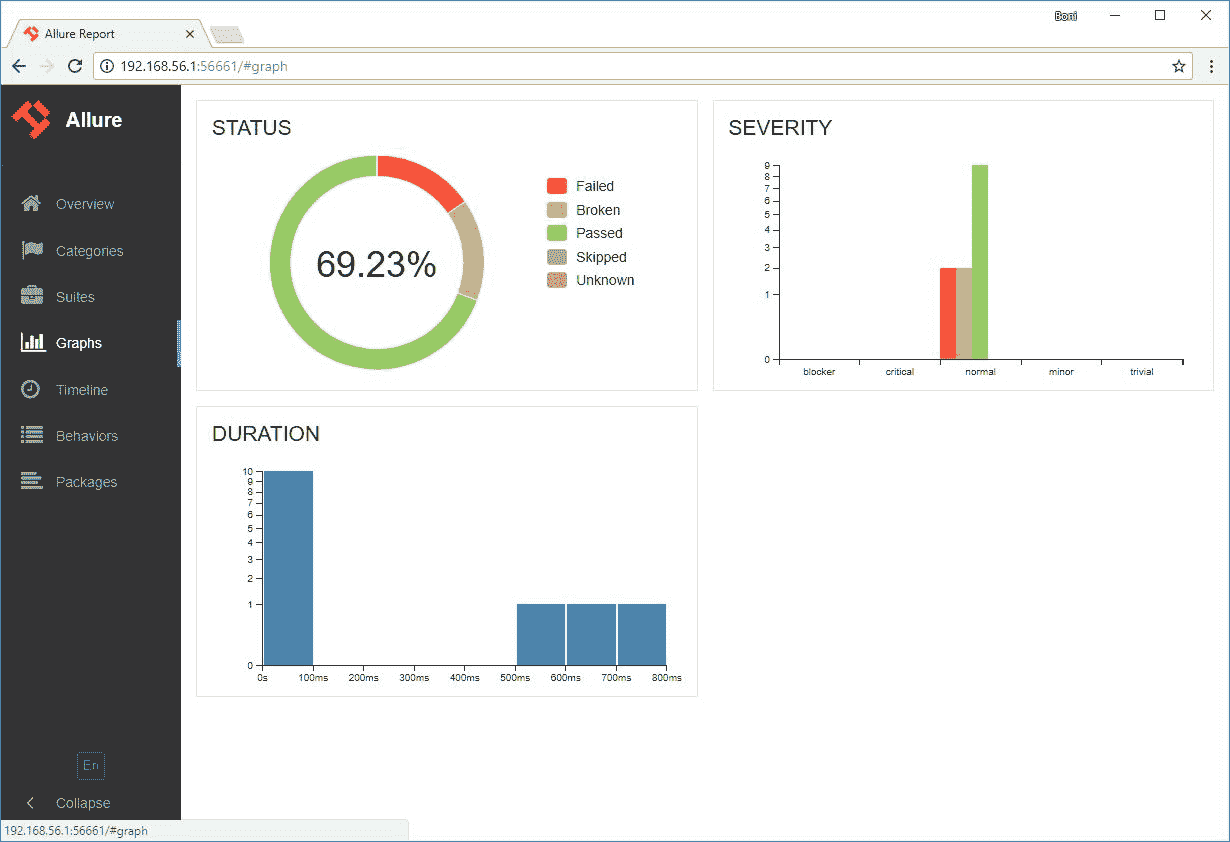 Boni
Allure Report
192.168.56.1:56661/#graph
Allure
Overview
Categories
Suites
Graphs
Timeline
Behaviors
Packages
En
Collapse
STATUS
69.23%
Failed
Broken
Passed
Skipped
Unknown
SEVERITY
9
8
7
6
5
4
3
2
1
0
blocker critical normal minor trivial
DURATION
10
9
8
7
6
5
4
3
2
1
0
0s 100ms 200ms 300ms 400ms 500ms 600ms 700ms 800ms
192.168.56.1:56661/#graph